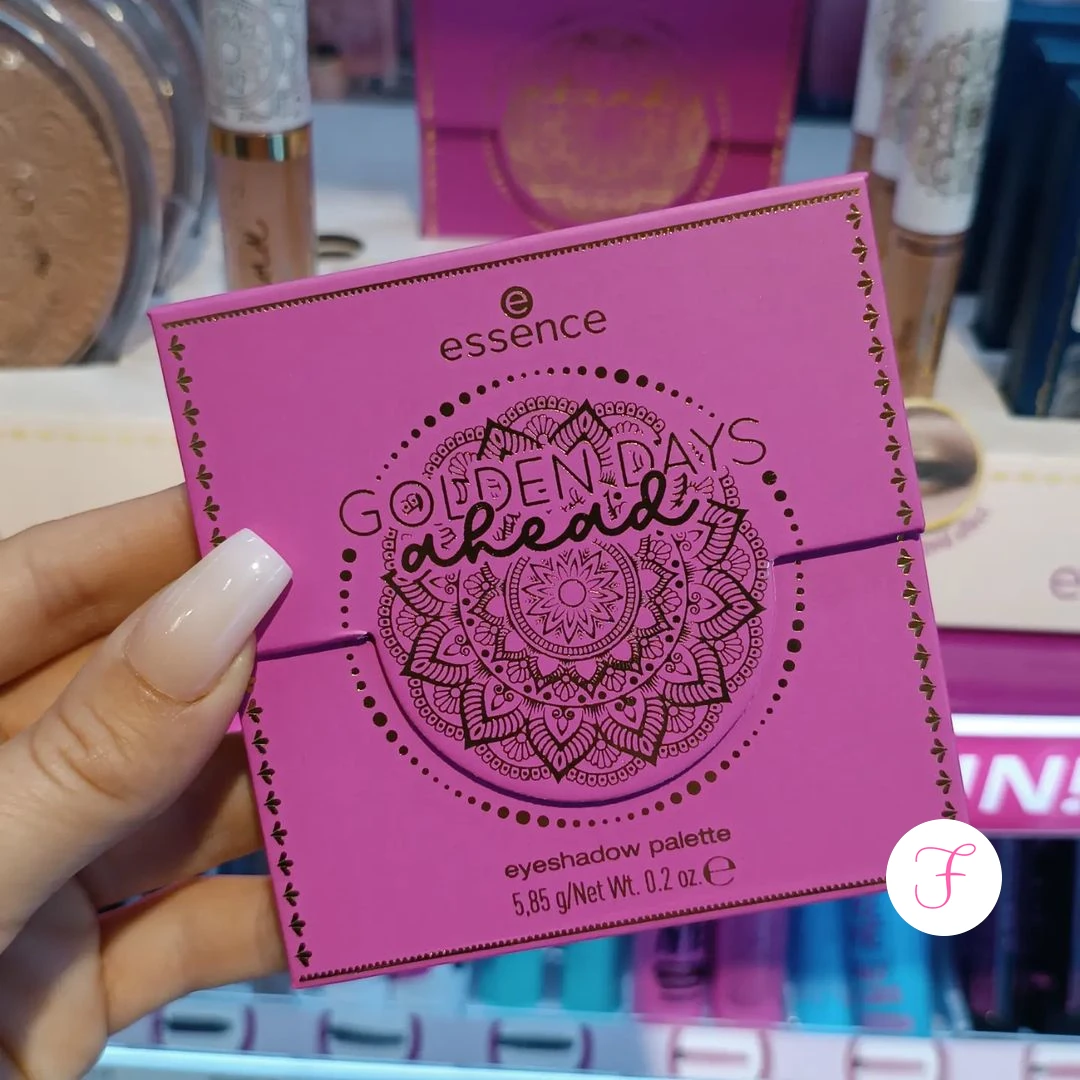 e
essence
GOLDEN DAYS
ahead
eyeshadow palette
5,85 g/Net Wt. 0.2 oz. ℮
F